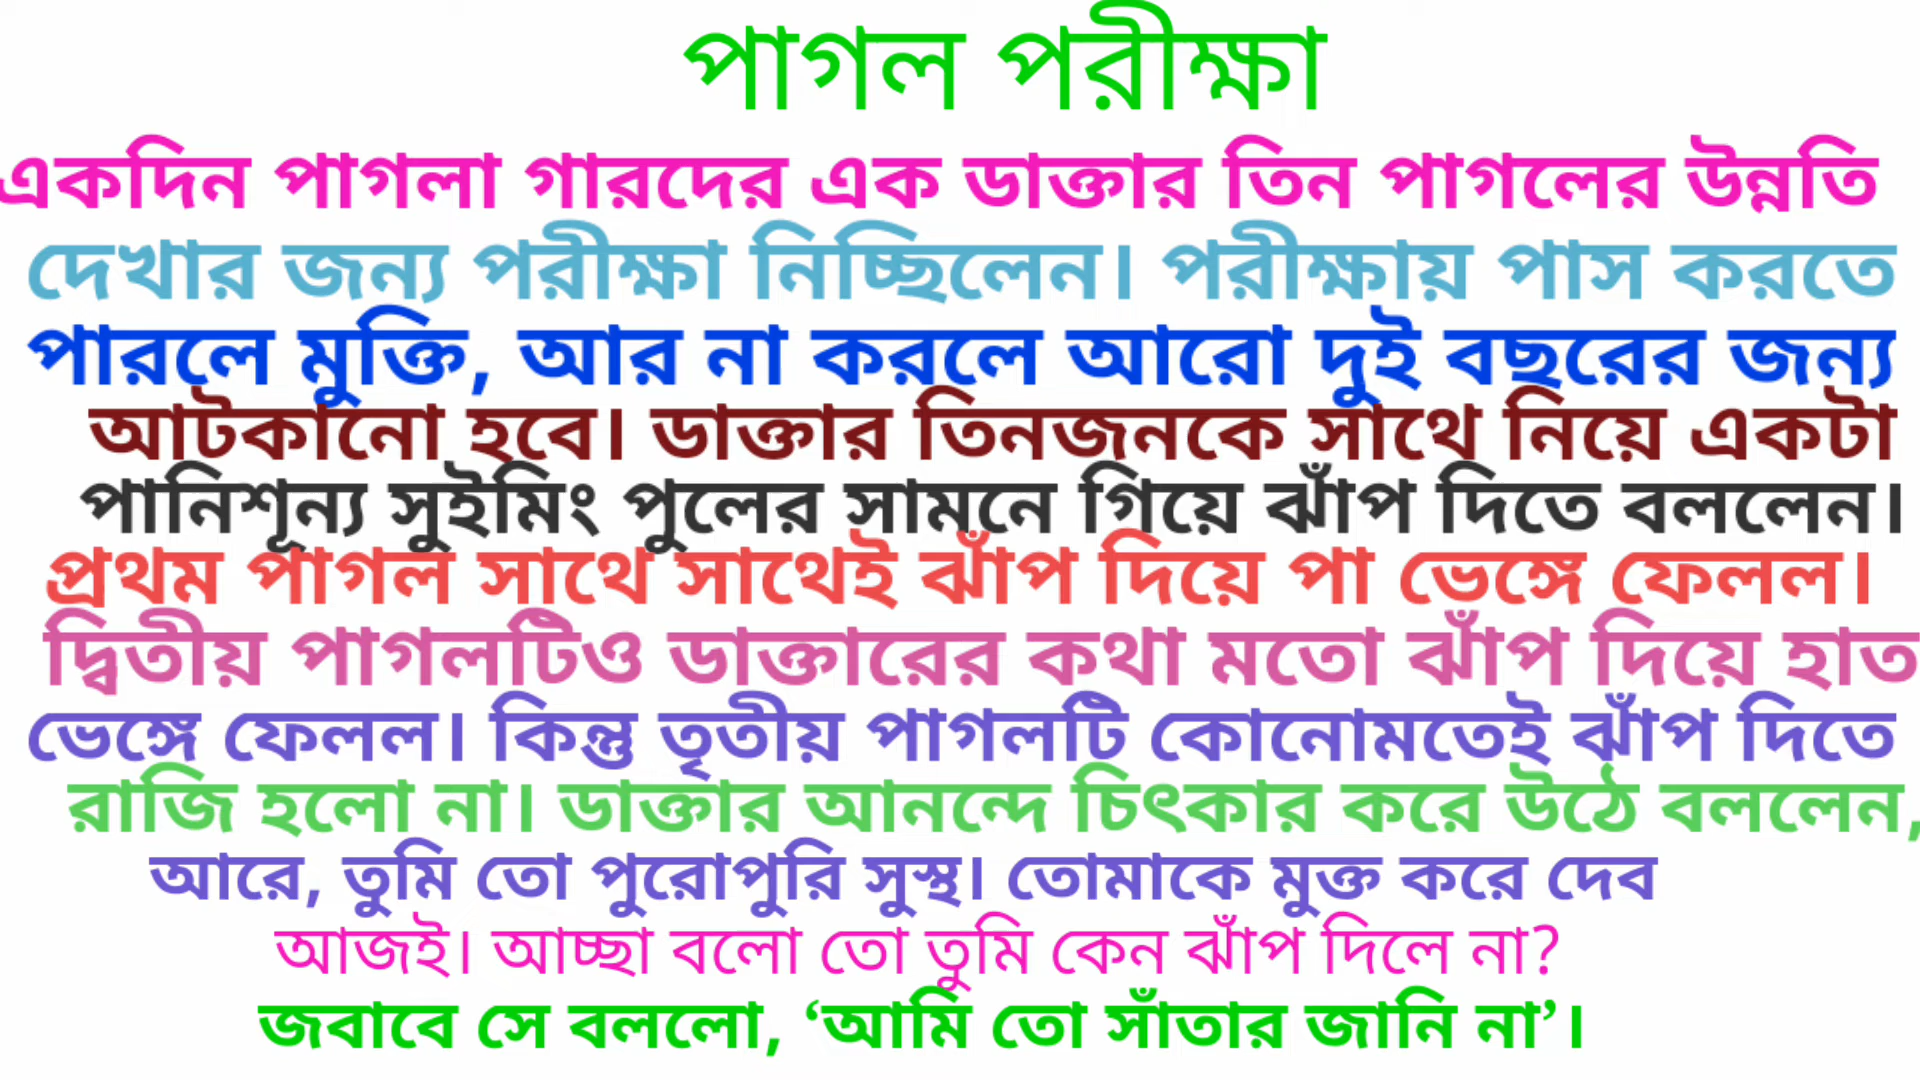 পাগল পরীক্ষা
একদিন পাগলা গারদের এক ডাক্তার তিন পাগলের উন্নতি
দেখার জন্য পরীক্ষা নিচ্ছিলেন। পরীক্ষায় পাস করতে
পারলে মুক্তি, আর না করলে আরো দুই বছরের জন্য
আটকানো হবে। ডাক্তার তিনজনকে সাথে নিয়ে একটা
পানিশূন্য সুইমিং পুলের সামনে গিয়ে ঝাঁপ দিতে বললেন।
প্রথম পাগল সাথে সাথেই ঝাঁপ দিয়ে পা ভেঙ্গে ফেলল।
দ্বিতীয় পাগলটিও ডাক্তারের কথা মতো ঝাঁপ দিয়ে হাত
ভেঙ্গে ফেলল। কিন্তু তৃতীয় পাগলটি কোনোমতেই ঝাঁপ দিতে
রাজি হলো না। ডাক্তার আনন্দে চিৎকার করে উঠে বললেন,
আরে, তুমি তো পুরোপুরি সুস্থ। তোমাকে মুক্ত করে দেব
আজই। আচ্ছা বলো তো তুমি কেন ঝাঁপ দিলে না?
জবাবে সে বললো, ‘আমি তো সাঁতার জানি না’।